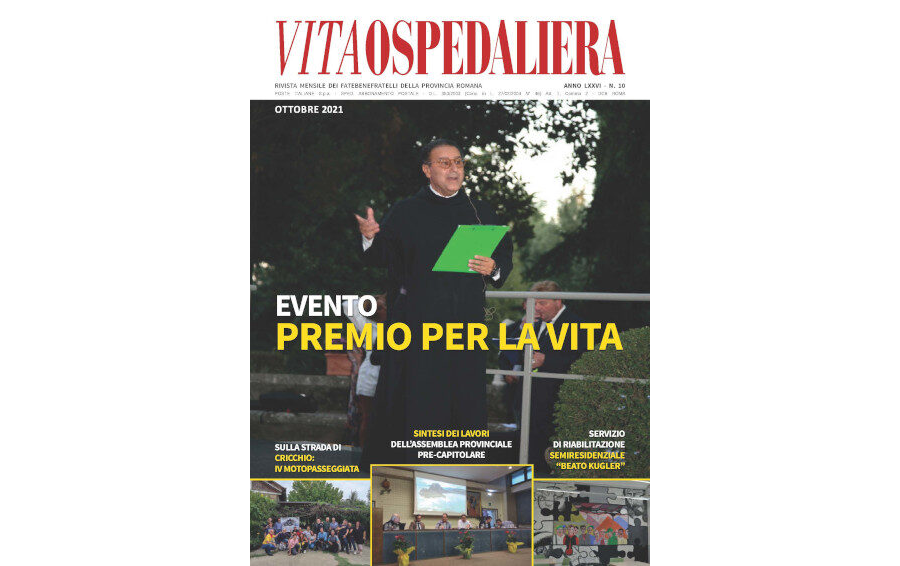 VITAOSPEDALIERA
RIVISTA MENSILE DEI FATEBENEFRATELLI DELLA PROVINCIA ROMANA
ANNO LXXVI - N. 10
OTTOBRE 2021
EVENTO
PREMIO PER LA VITA
SULLA STRADA DI
CRICCHIO:
IV MOTOPASSEGGIATA
SINTESI DEI LAVORI
DELL'ASSEMBLEA PROVINCIALE
PRE-CAPITOLARE
SERVIZIO
DI RIABILITAZIONE
SEMIRESIDENZIALE
“BEATO KUGLER”